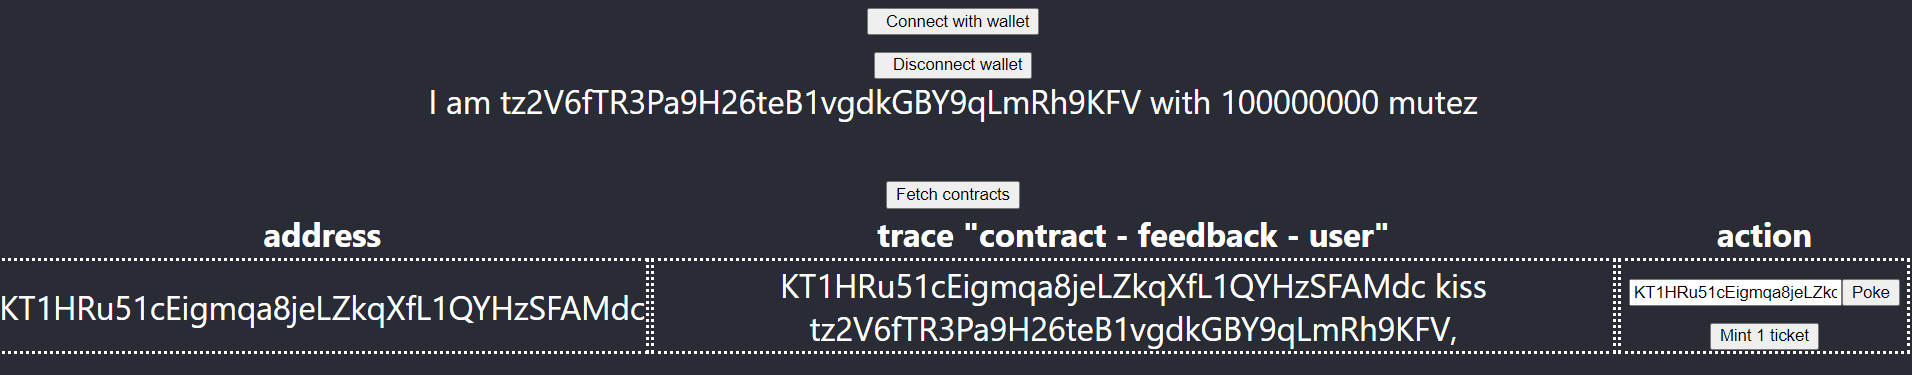 Connect with wallet
Disconnect wallet
I am tz2V6fTR3Pa9H26teB1vgdkGBY9qLmRh9KFV with 100000000 mutez
Fetch contracts
address trace "contract - feedback - user" action
KT1HRu51cEigmqa8jeLZkqXfL1QYHzSFAMdc
KT1HRu51cEigmqa8jeLZkqXfL1QYHzSFAMdc kiss
tz2V6fTR3Pa9H26teB1vgdkGBY9qLmRh9KFV,
KT1HRu51cEigmqa8jeLZkc Poke
Mint 1 ticket